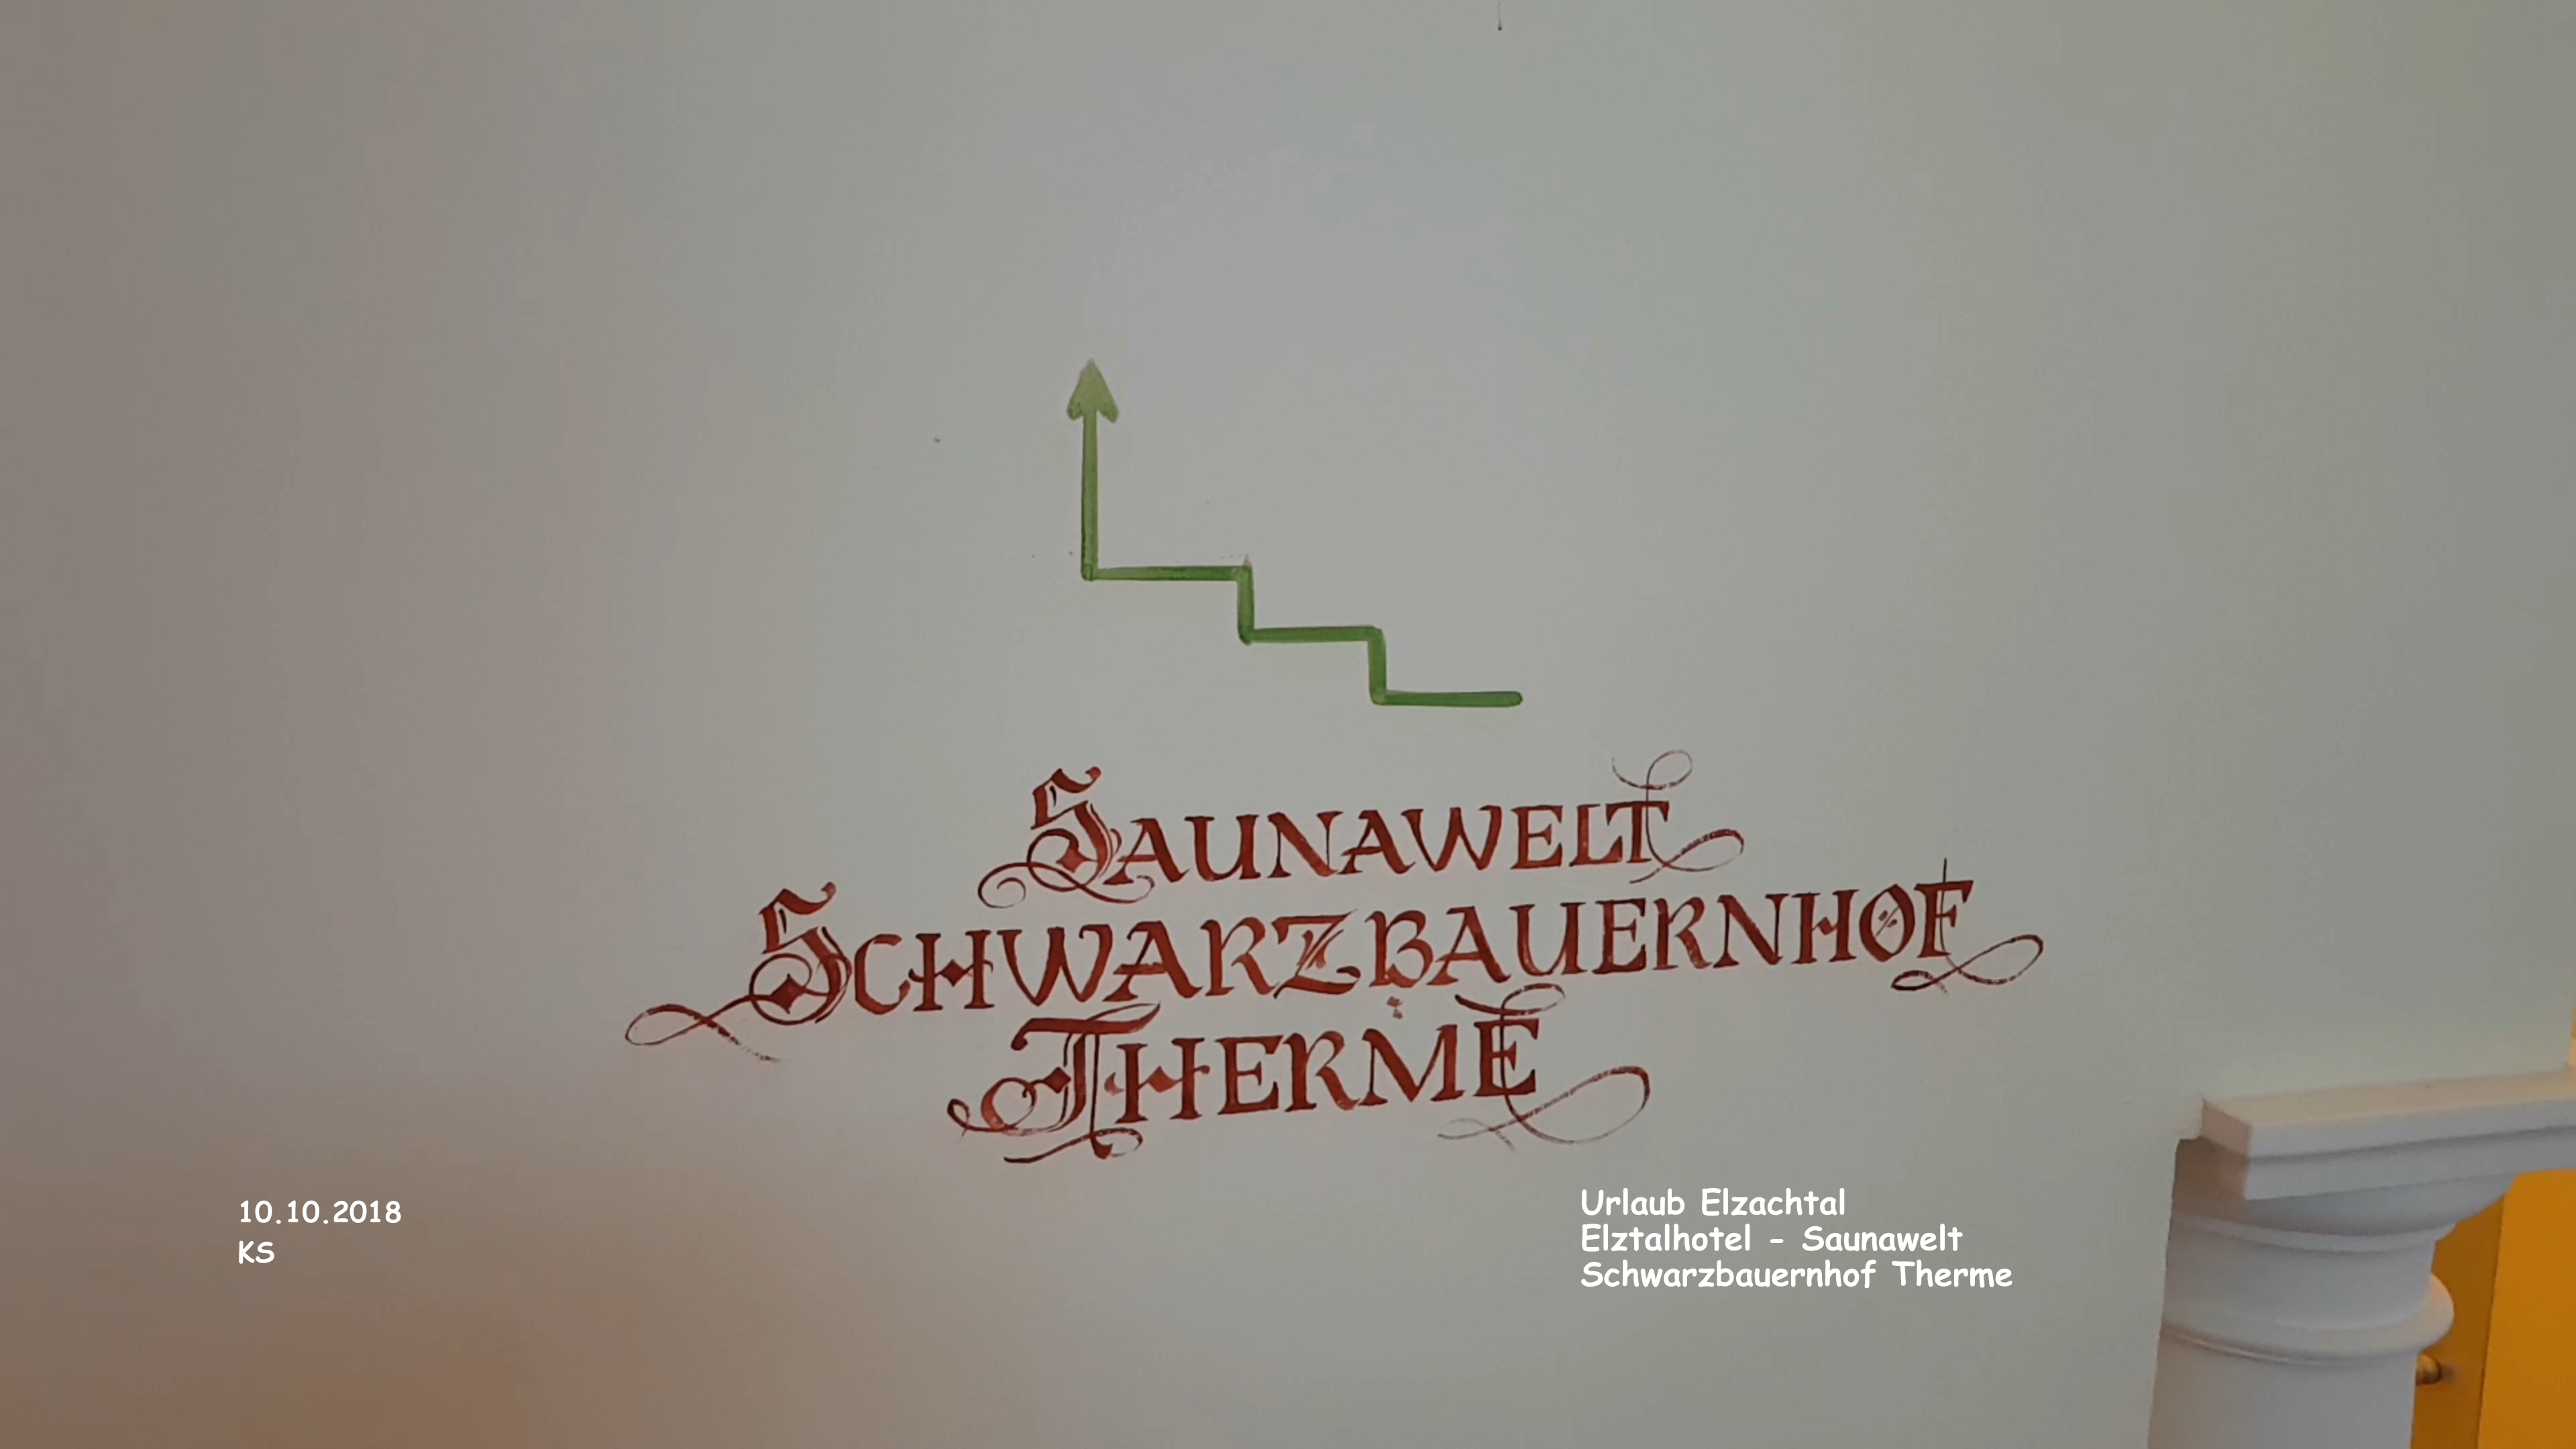 SAUNAWELT
SCHWARZBAUERNHOF
THERME
10.10.2018
KS
Urlaub Elzachtal
Elztalhotel - Saunawelt
Schwarzbauernhof Therme